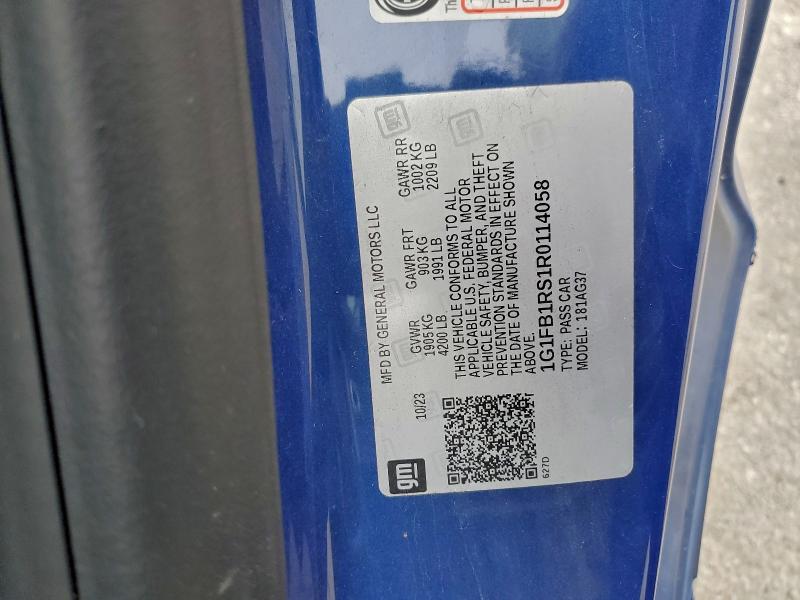 gm
10/23
MFD BY GENERAL MOTORS LLC
GVWR GAWR FRT GAWR RR
1905 KG 903 KG 1002 KG
4200 LB 1991 LB 2209 LB
THIS VEHICLE CONFORMS TO ALL
APPLICABLE U.S. FEDERAL MOTOR
VEHICLE SAFETY, BUMPER, AND THEFT
PREVENTION STANDARDS IN EFFECT ON
THE DATE OF MANUFACTURE SHOWN
ABOVE.
1G1FB1RS1R0114058
TYPE: PASS CAR
MODEL: 181AG37
627D